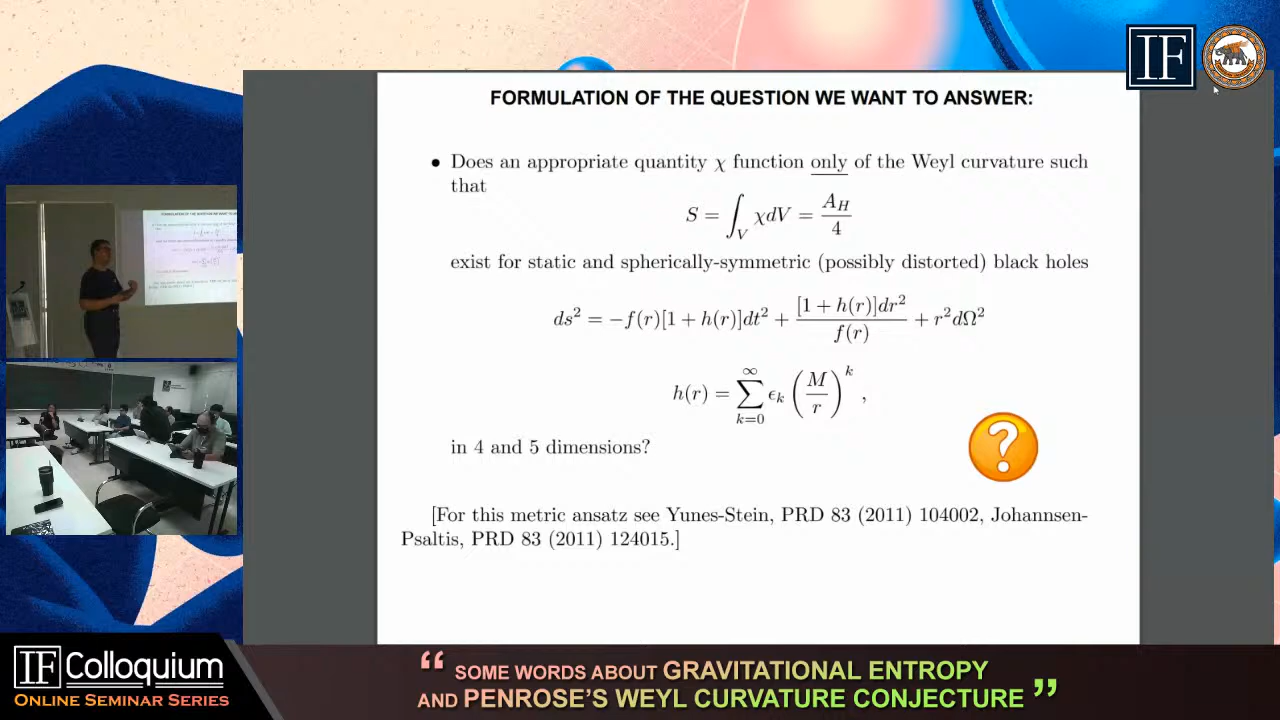 IF
FORMULATION OF THE QUESTION WE WANT TO ANSWER:
• Does an appropriate quantity χ function only of the Weyl curvature such
that
S = ∫_V χdV = A_H/4
exist for static and spherically-symmetric (possibly distorted) black holes
ds² = −f(r)[1 + h(r)]dt² + [1 + h(r)]dr²/f(r) + r²dΩ²
h(r) = ∑_{k=0}^{∞} ϵ_k (M/r)^k ,
in 4 and 5 dimensions?
?
[For this metric ansatz see Yunes-Stein, PRD 83 (2011) 104002, Johannsen-
Psaltis, PRD 83 (2011) 124015.]
IF Colloquium
ONLINE SEMINAR SERIES
“ SOME WORDS ABOUT GRAVITATIONAL ENTROPY
AND PENROSE'S WEYL CURVATURE CONJECTURE ”